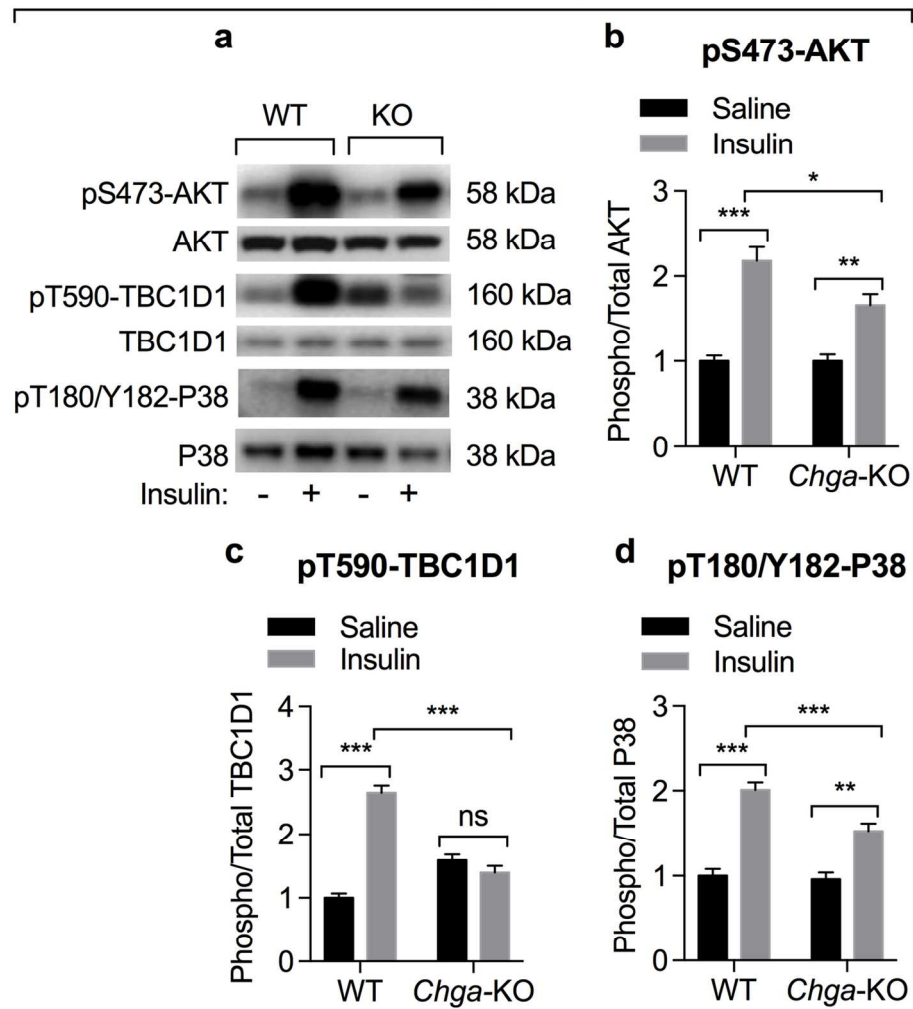 a
WT KO
pS473-AKT 58 kDa
AKT 58 kDa
pT590-TBC1D1 160 kDa
TBC1D1 160 kDa
pT180/Y182-P38 38 kDa
P38 38 kDa
Insulin: - + - +
b pS473-AKT
Saline
Insulin
Phospho/Total AKT
3
2
1
0
*
***
**
WT Chga-KO
c pT590-TBC1D1
Saline
Insulin
Phospho/Total TBC1D1
4
3
2
1
0
***
***
ns
WT Chga-KO
d pT180/Y182-P38
Saline
Insulin
Phospho/Total P38
3
2
1
0
***
***
**
WT Chga-KO